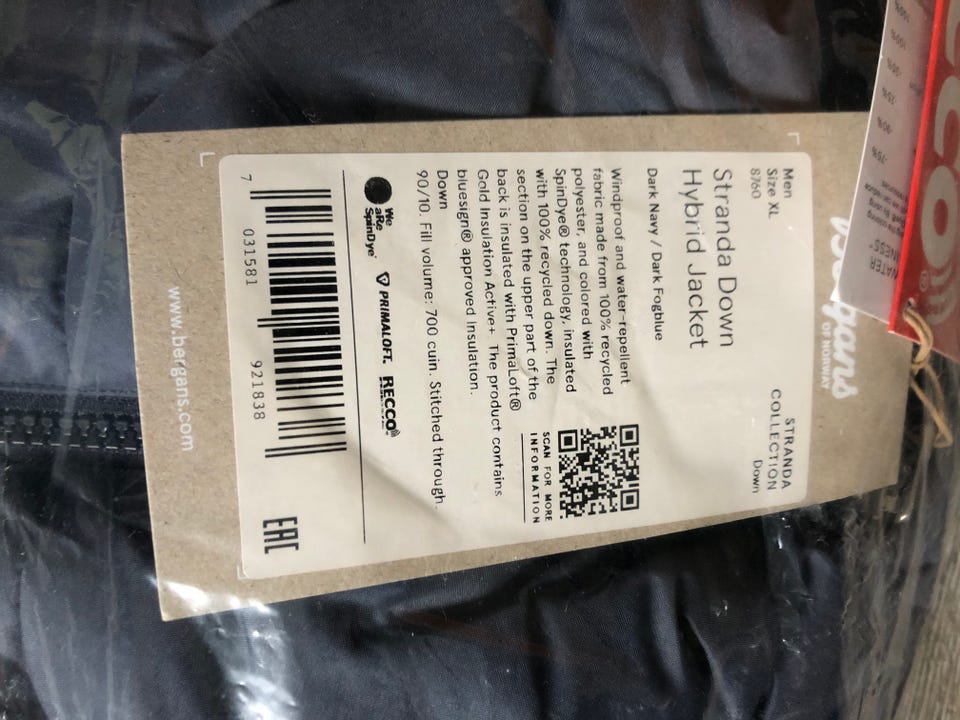 Men
Size XL
8760
STRANDA
COLLECTION
Down
Stranda Down
Hybrid Jacket
Dark Navy / Dark Fogblue
Windproof and water-repellent
fabric made from 100% recycled
polyester, and colored with
SpinDye® technology, insulated
with 100% recycled down. The
section on the upper part of the
back is insulated with PrimaLoft®
Gold Insulation Active+. The product contains
bluesign® approved insulation.
Down
90/10. Fill volume: 700 cuin. Stitched through.
SCAN FOR MORE
INFORMATION
We
aRe
SpinDye®
PRIMALOFT.
RECCO
7 031581 921838
EAC
www.bergans.com
Bergans
OF NORWAY
-75%
-90%
-25%